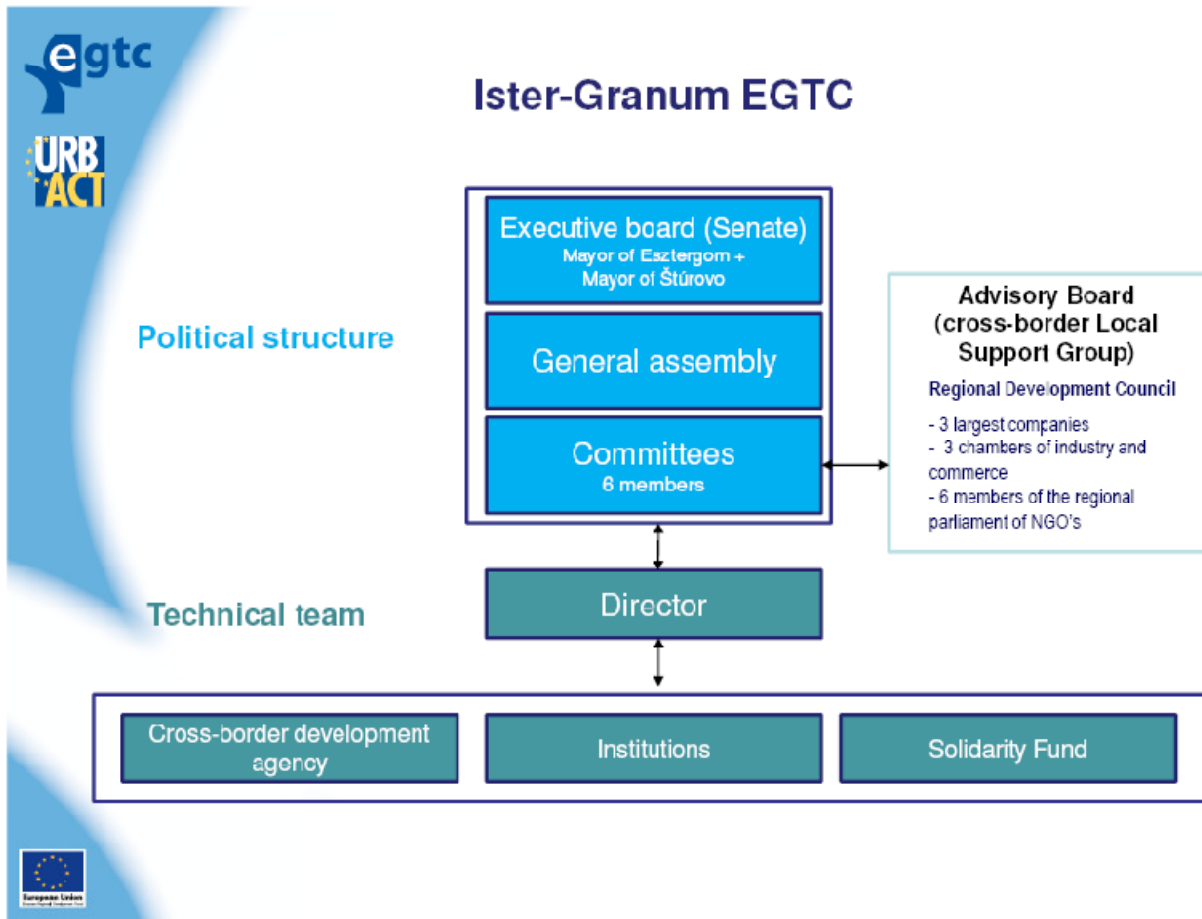 egtc
URB
ACT
Ister-Granum EGTC
Political structure
Executive board (Senate)
Mayor of Esztergom +
Mayor of Štúrovo
General assembly
Committees
6 members
Advisory Board
(cross-border Local
Support Group)
Regional Development Council
- 3 largest companies
- 3 chambers of industry and
commerce
- 6 members of the regional
parliament of NGO's
Technical team
Director
Cross-border development
agency
Institutions
Solidarity Fund
European Union